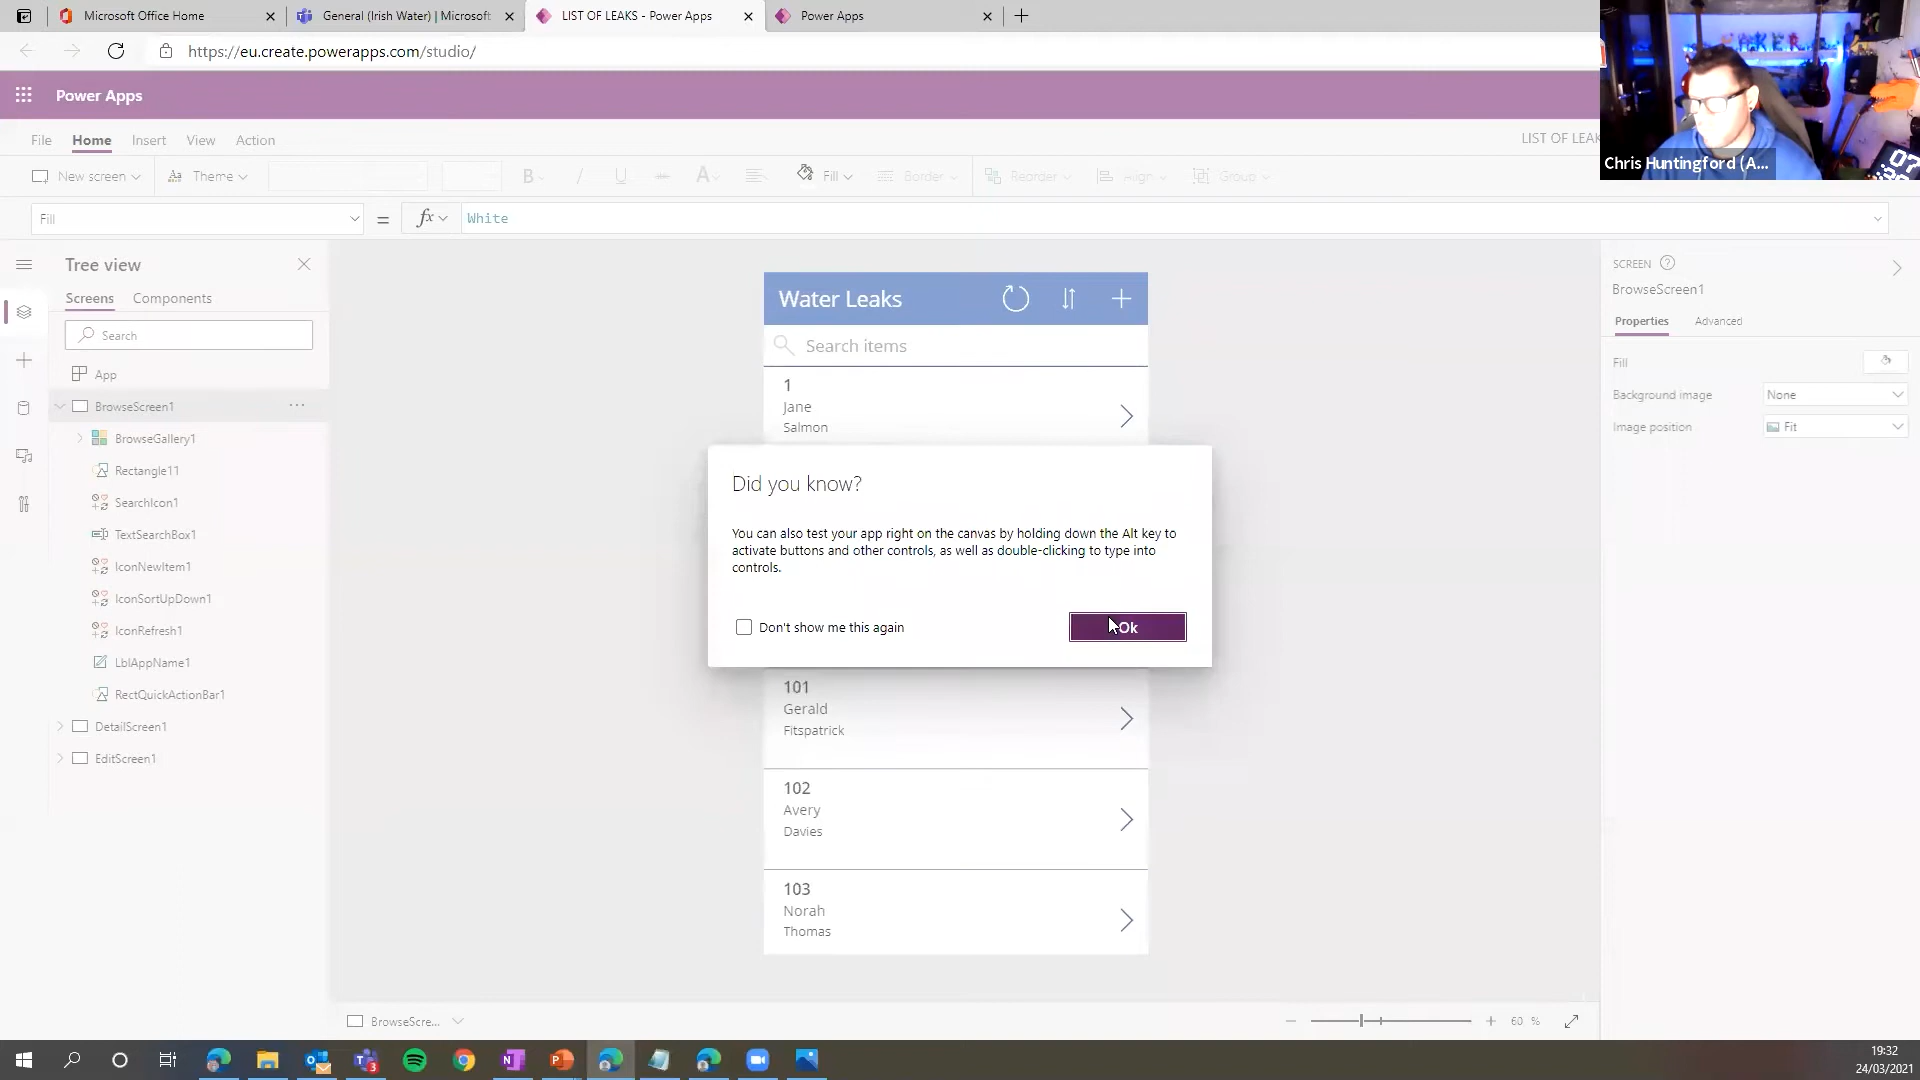 Microsoft Office Home
General (Irish Water) | Microsoft
LIST OF LEAKS - Power Apps
Power Apps
https://eu.create.powerapps.com/studio/
Power Apps
File
Home
Insert
View
Action
LIST OF LEAK
New screen
Theme
B
I
U
A
Fill
Border
Reorder
Align
Group
Fill
=
fx
White
Tree view
Screens
Components
Search
App
BrowseScreen1
BrowseGallery1
Rectangle11
SearchIcon1
TextSearchBox1
IconNewItem1
IconSortUpDown1
IconRefresh1
LblAppName1
RectQuickActionBar1
DetailScreen1
EditScreen1
Water Leaks
Search items
1
Jane
Salmon
Did you know?
You can also test your app right on the canvas by holding down the Alt key to
activate buttons and other controls, as well as double-clicking to type into
controls.
Don't show me this again
Ok
101
Gerald
Fitspatrick
102
Avery
Davies
103
Norah
Thomas
SCREEN
BrowseScreen1
Properties
Advanced
Fill
Background image
None
Image position
Fit
Chris Huntingford (A...
BrowseScre...
60 %
19:32
24/03/2021